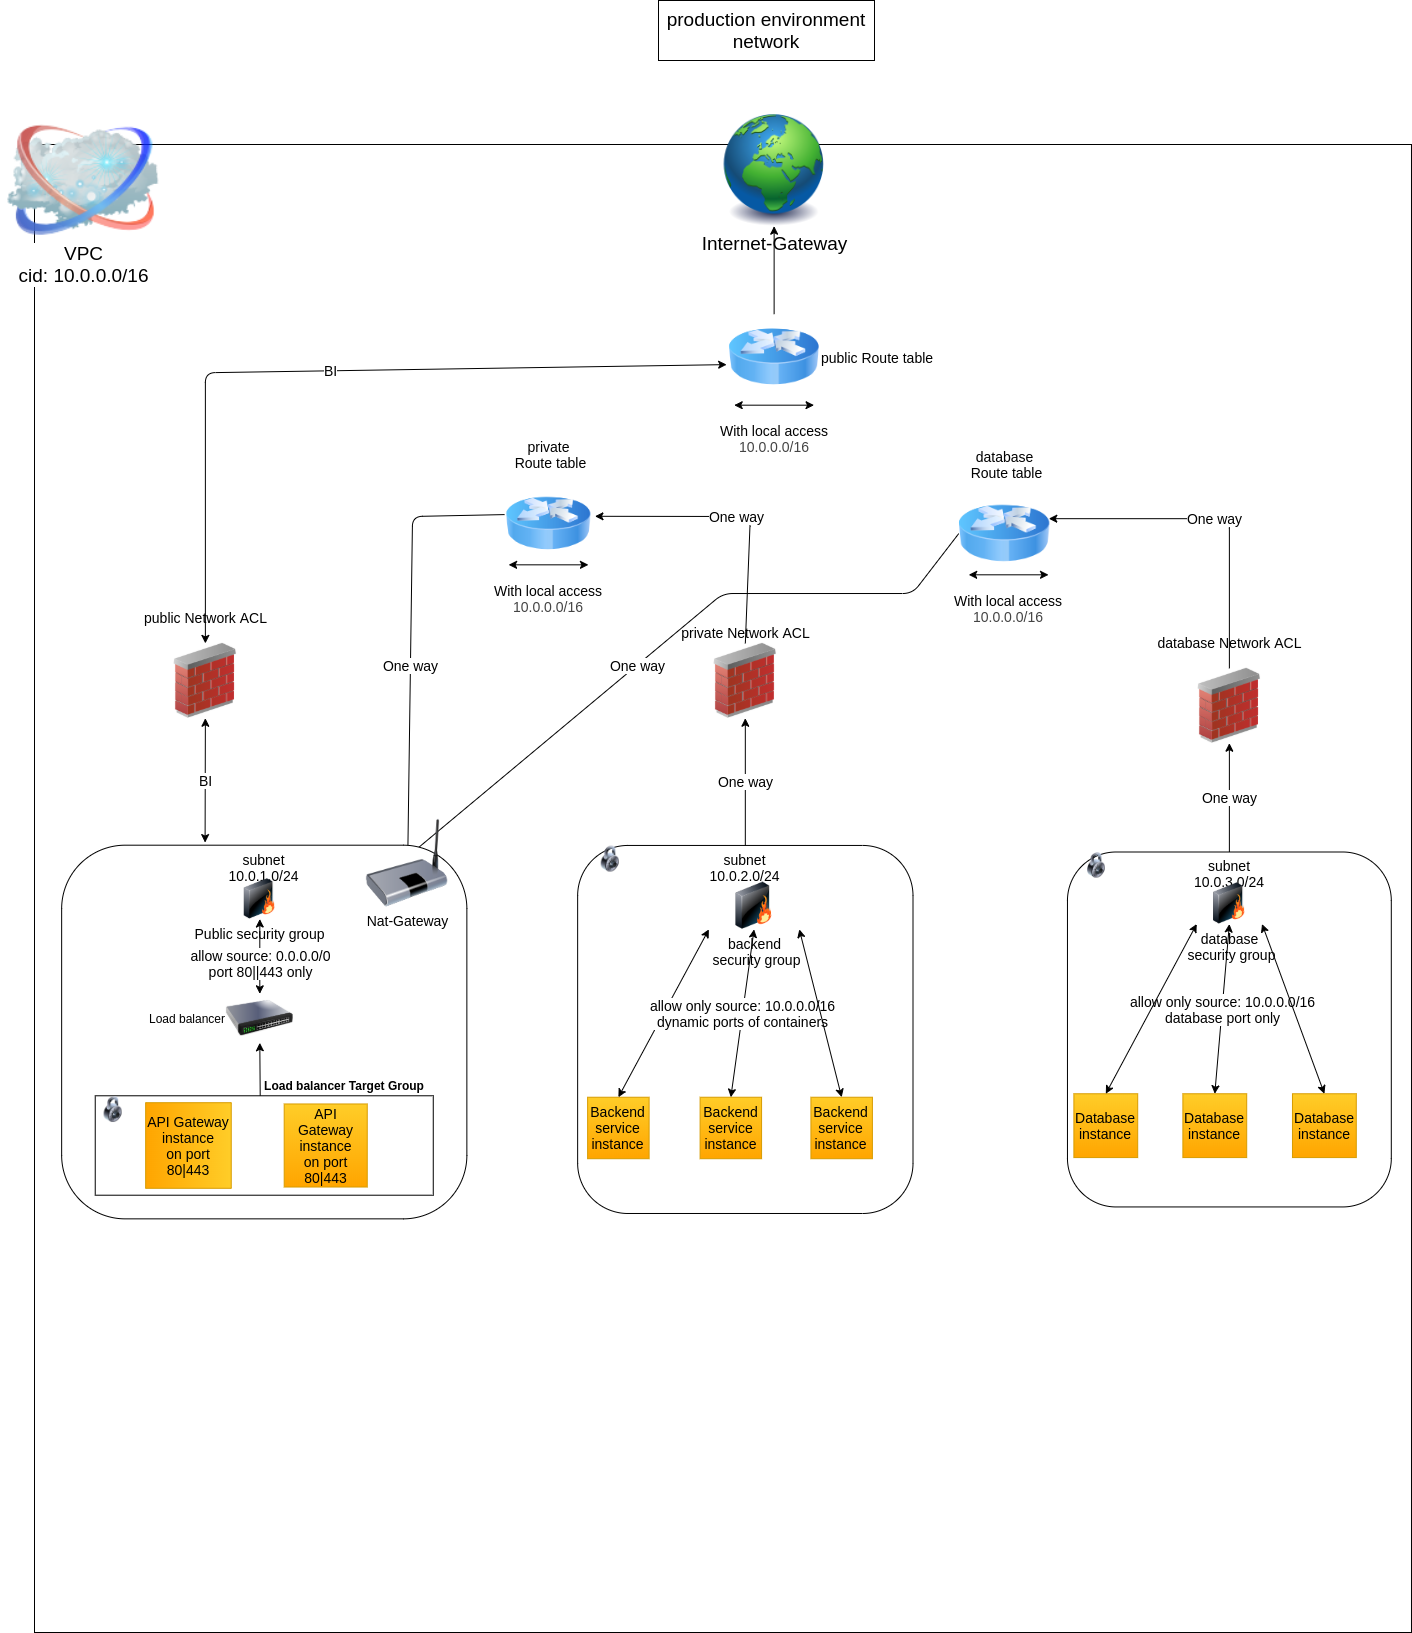 production environment
network
VPC
cid: 10.0.0.0/16
Internet-Gateway
public Route table
BI
With local access
10.0.0.0/16
private
Route table
database
Route table
One way
One way
With local access
10.0.0.0/16
With local access
10.0.0.0/16
public Network ACL
private Network ACL
database Network ACL
One way
One way
BI
One way
One way
subnet
10.0.1.0/24
Nat-Gateway
Public security group
allow source: 0.0.0.0/0
port 80||443 only
Load balancer
Load balancer Target Group
API Gateway
instance
on port
80|443
API
Gateway
instance
on port
80|443
subnet
10.0.2.0/24
backend
security group
allow only source: 10.0.0.0/16
dynamic ports of containers
Backend
service
instance
Backend
service
instance
Backend
service
instance
subnet
10.0.3.0/24
database
security group
allow only source: 10.0.0.0/16
database port only
Database
instance
Database
instance
Database
instance